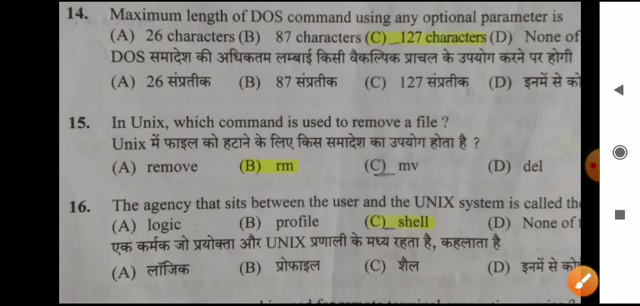 14. Maximum length of DOS command using any optional parameter is
(A) 26 characters (B) 87 characters (C) 127 characters (D) None of
DOS समादेश की अधिकतम लम्बाई किसी वैकल्पिक प्राचल के उपयोग करने पर होगी
(A) 26 संप्रतीक (B) 87 संप्रतीक (C) 127 संप्रतीक (D) इनमें से
15. In Unix, which command is used to remove a file ?
Unix में फाइल को हटाने के लिए किस समादेश का उपयोग होता है ?
(A) remove (B) rm (C) mv (D) del
16. The agency that sits between the user and the UNIX system is called
(A) logic (B) profile (C) shell (D) None of
एक कर्मक जो प्रयोक्ता और UNIX प्रणाली के मध्य रहता है, कहलाता है
(A) लॉजिक (B) प्रोफाइल (C) शैल (D) इनमें से